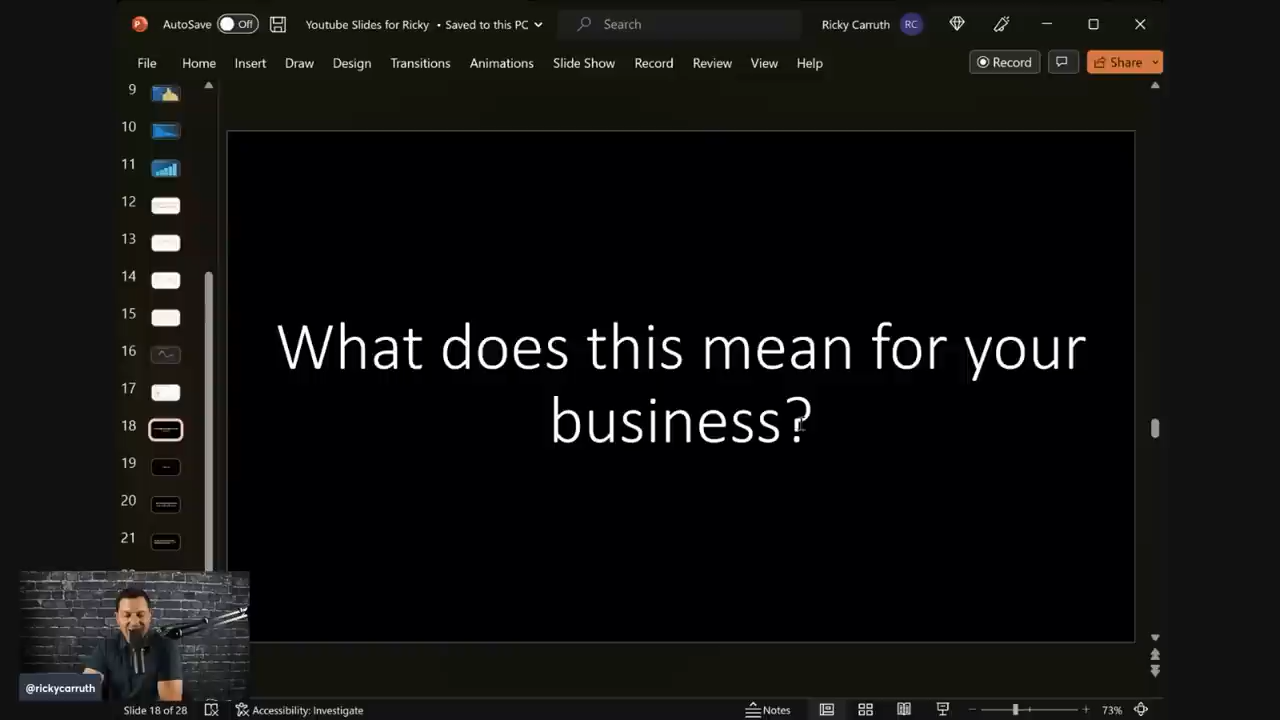 AutoSave Off Youtube Slides for Ricky • Saved to this PC Search Ricky Carruth RC
File Home Insert Draw Design Transitions Animations Slide Show Record Review View Help Record Share
9
10
11
12
13
14
15
16
17
18
19
20
21
What does this mean for your
business?
@rickycarruth
Slide 18 of 28 Accessibility: Investigate Notes 73%